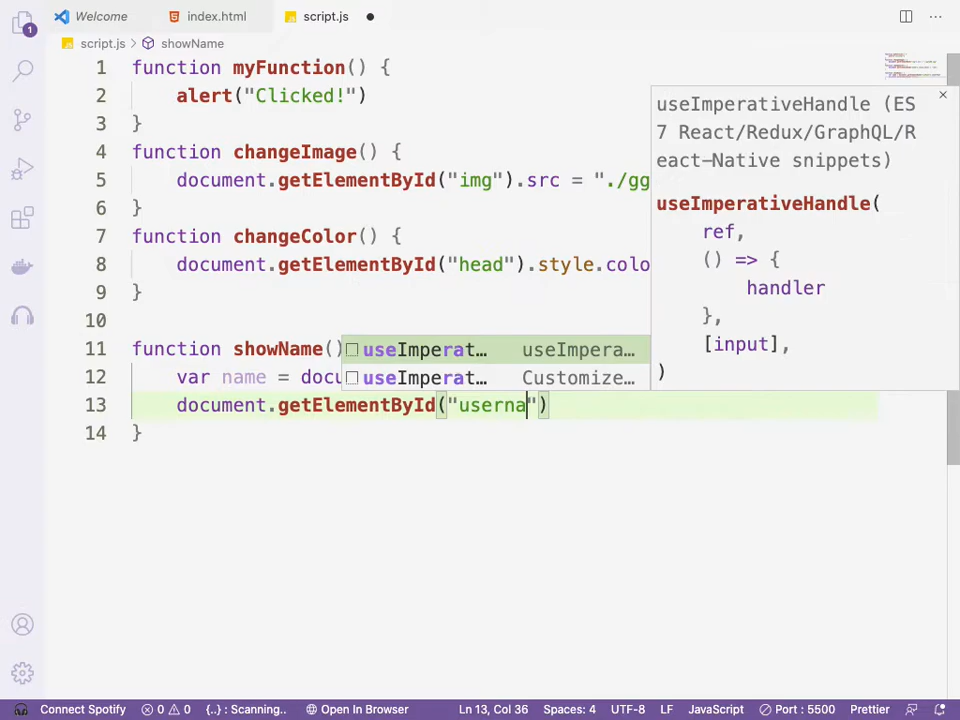 1
Welcome
index.html
script.js
script.js
showName
1 function myFunction() {
2 alert("Clicked!")
3 }
4 function changeImage() {
5 document.getElementById("img").src = "./gg
6 }
7 function changeColor() {
8 document.getElementById("head").style.colo
9 }
10
11 function showName()
12 var name = docu
13 document.getElementById("userna")
14 }
useImperat… useImpera…
useImperat… Customize…
useImperativeHandle (ES
7 React/Redux/GraphQL/R
eact-Native snippets)
useImperativeHandle(
ref,
() => {
handler
},
[input],
)
Connect Spotify 0 0 {..} : Scanning.. Open In Browser Ln 13, Col 36 Spaces: 4 UTF-8 LF JavaScript Port : 5500 Prettier